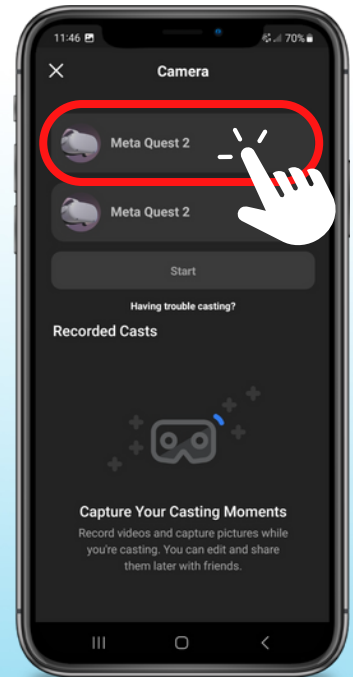 11:46 70%
Camera
Meta Quest 2
Meta Quest 2
Start
Having trouble casting?
Recorded Casts
Capture Your Casting Moments
Record videos and capture pictures while
you're casting. You can edit and share
them later with friends.